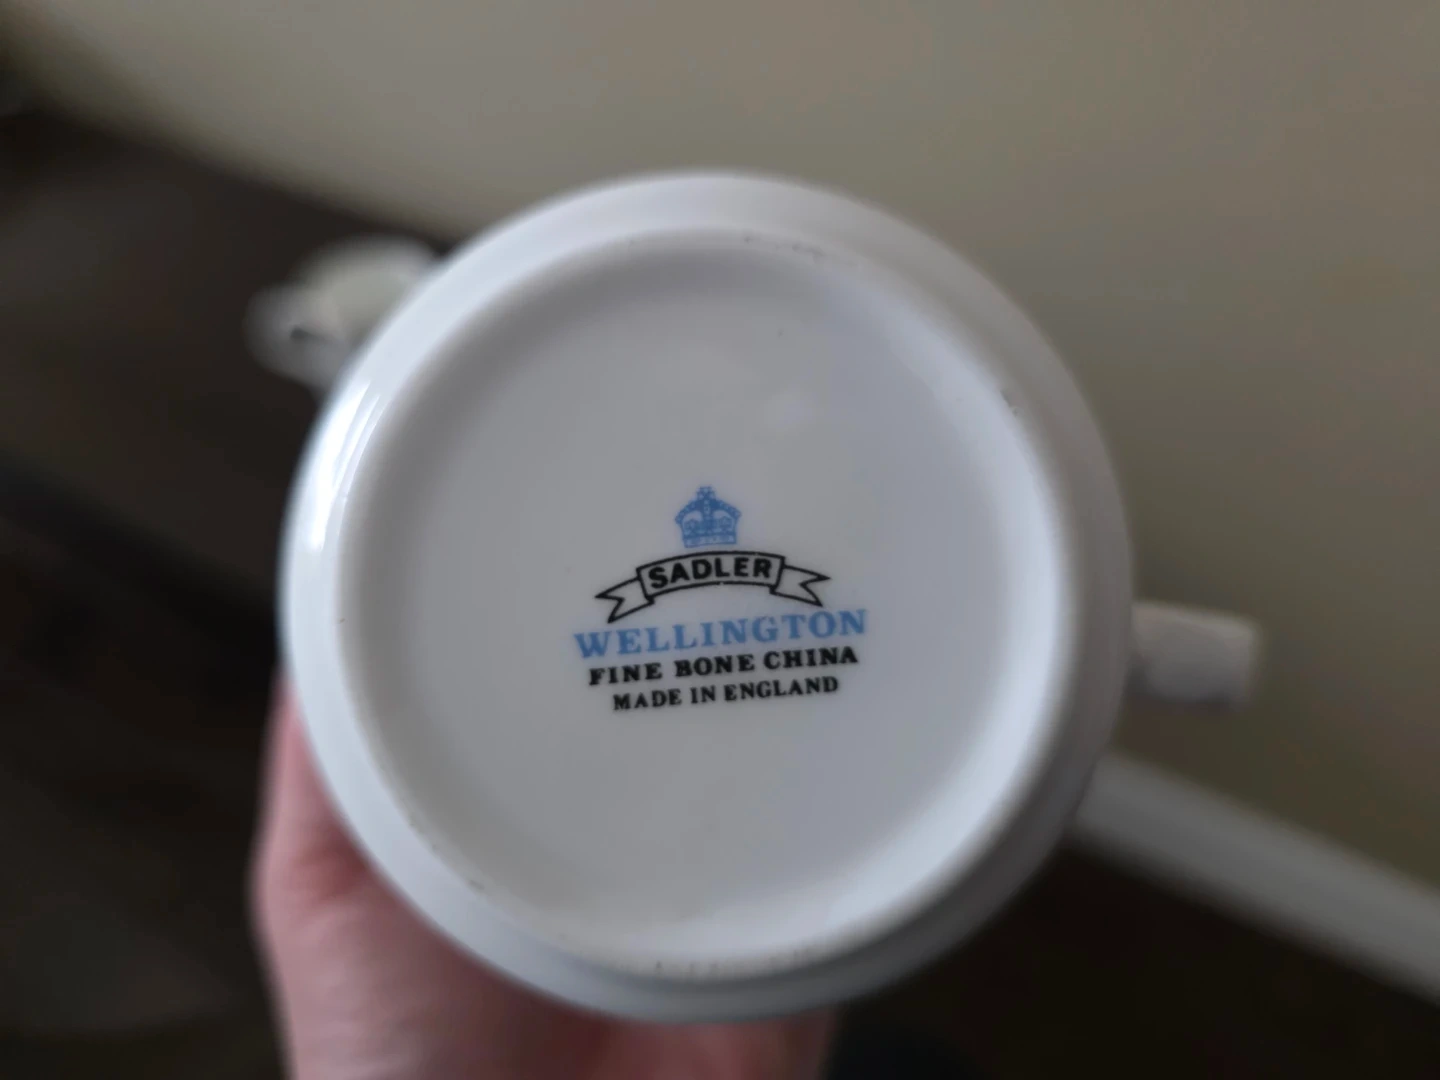 SADLER
WELLINGTON
FINE BONE CHINA
MADE IN ENGLAND